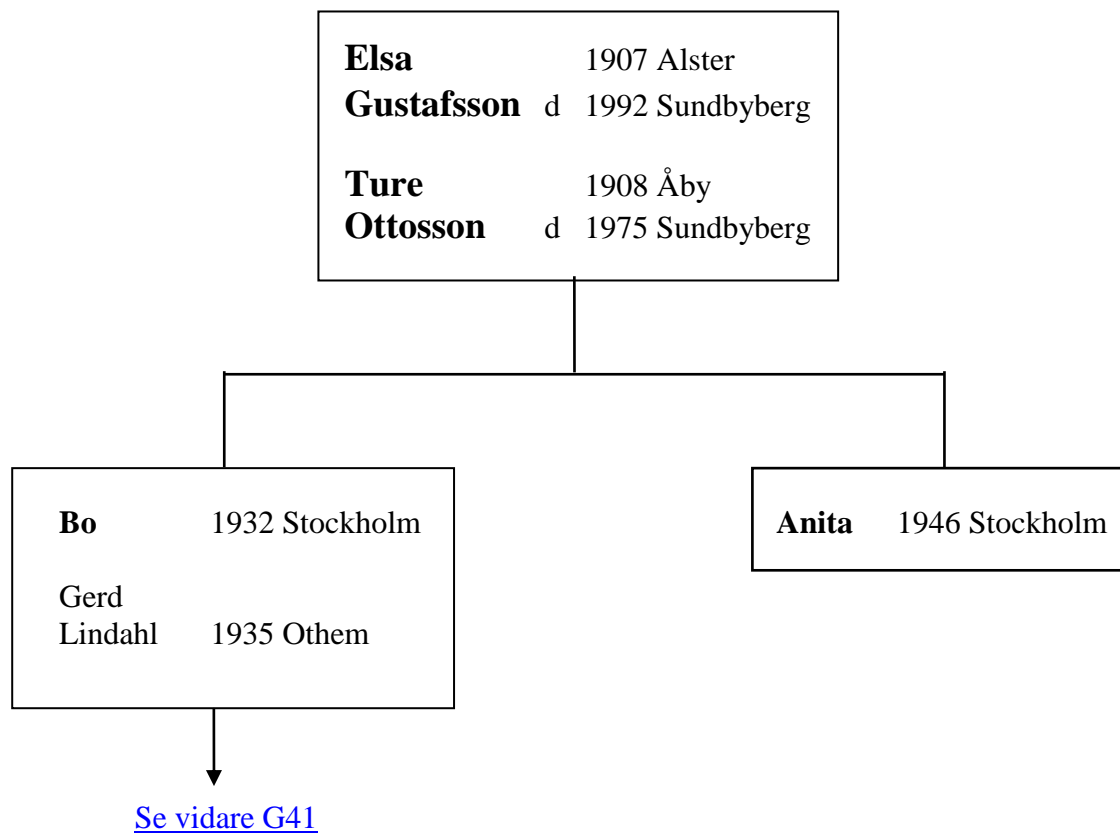 Elsa 1907 Alster
Gustafsson d 1992 Sundbyberg
Ture 1908 Åby
Ottosson d 1975 Sundbyberg
Bo 1932 Stockholm
Gerd
Lindahl 1935 Othem
Anita 1946 Stockholm
Se vidare G41